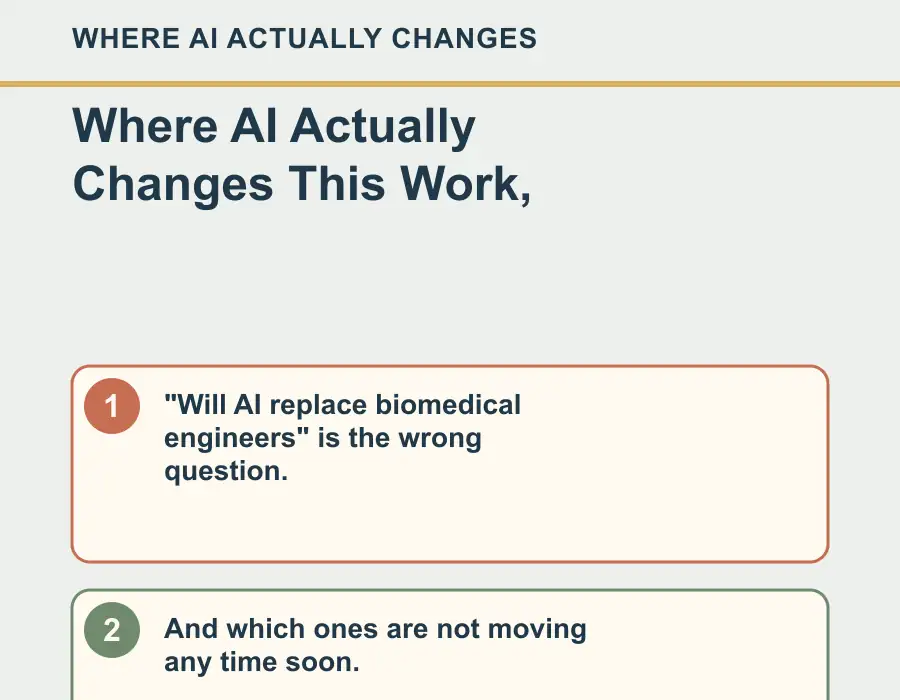 WHERE AI ACTUALLY CHANGES
Where AI Actually
Changes This Work,
1
"Will AI replace biomedical
engineers" is the wrong
question.
2
And which ones are not moving
any time soon.